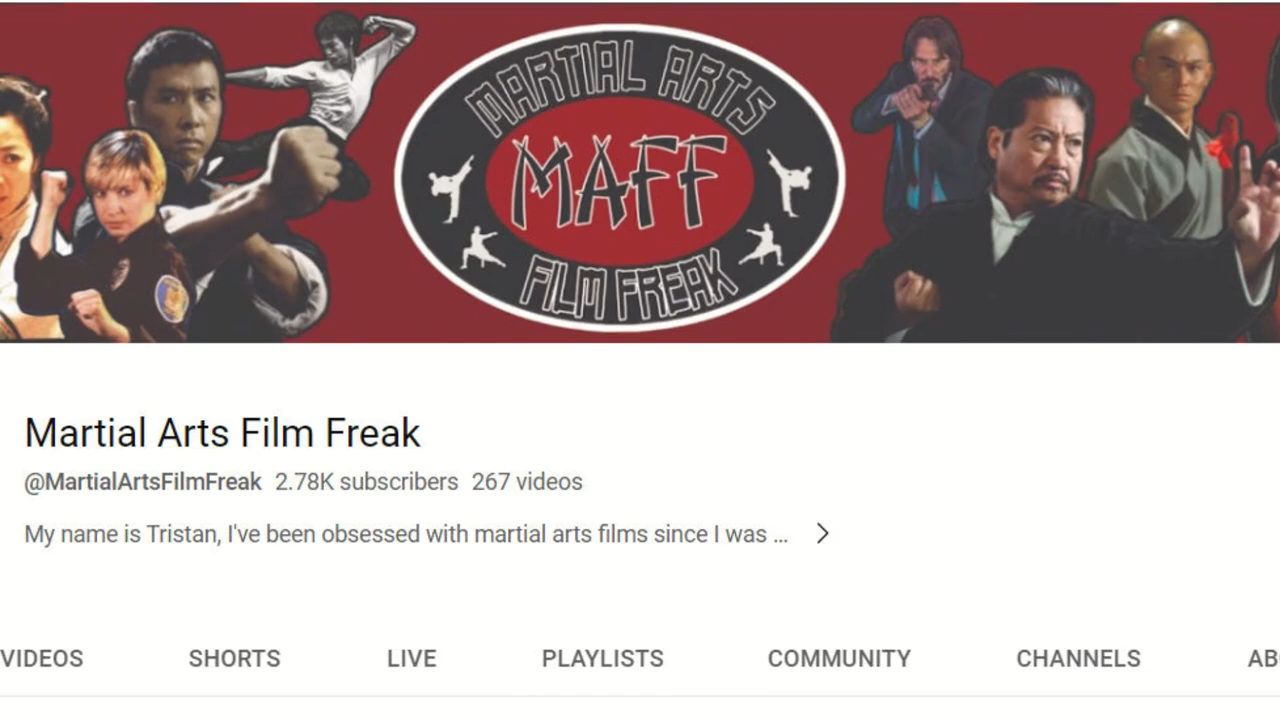 MARTIAL ARTS
MAFF
FILM FREAK
Martial Arts Film Freak
@MartialArtsFilmFreak 2.78K subscribers 267 videos
My name is Tristan, I've been obsessed with martial arts films since I was ...
VIDEOS SHORTS LIVE PLAYLISTS COMMUNITY CHANNELS